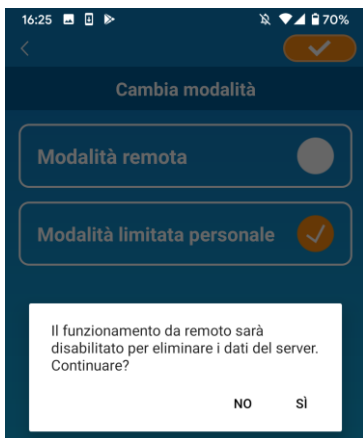 16:25 70%
Cambia modalità
Modalità remota
Modalità limitata personale
Il funzionamento da remoto sarà
disabilitato per eliminare i dati del server.
Continuare?
NO SÌ